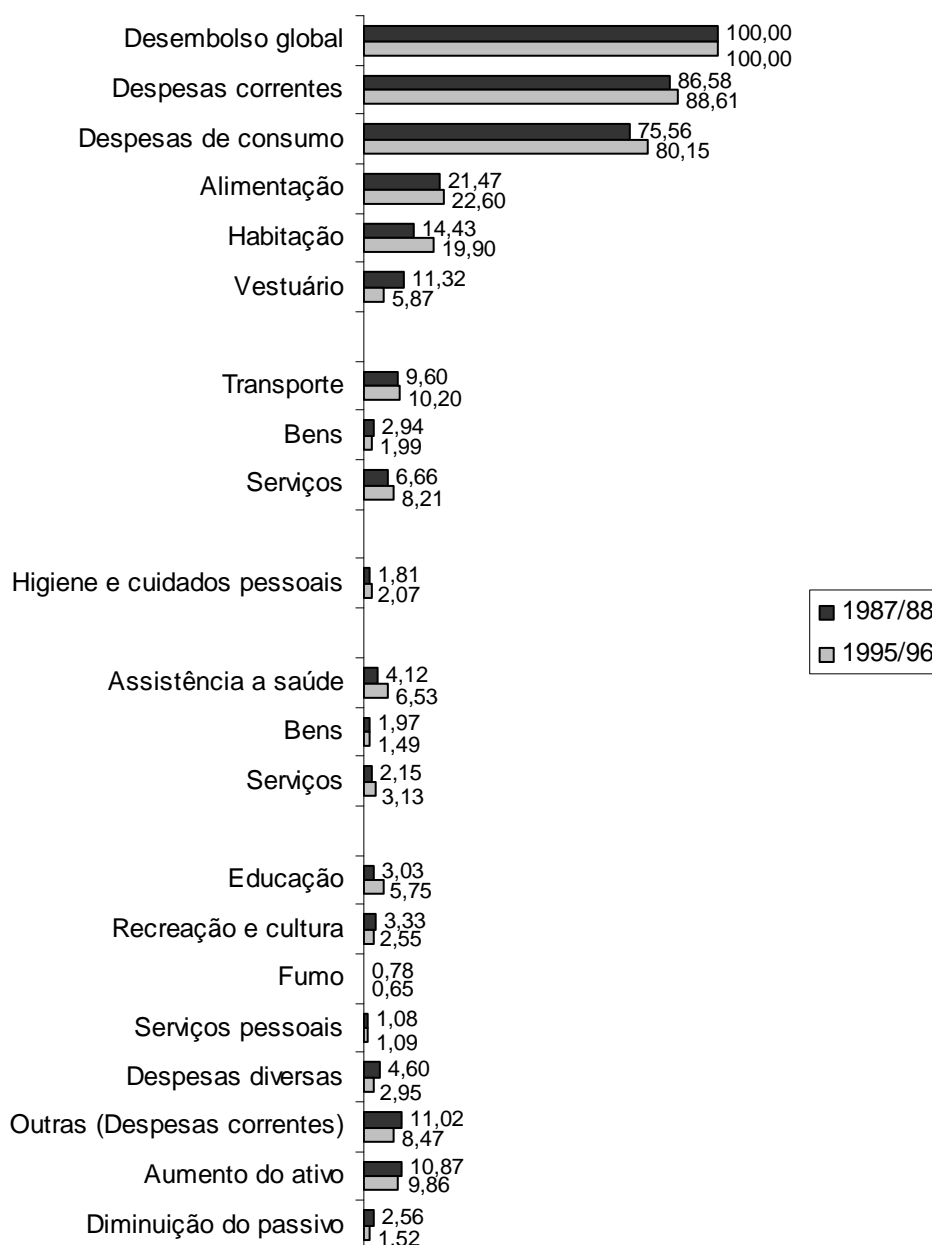 Desembolso global
100,00
100,00
Despesas correntes
86,58
88,61
Despesas de consumo
75,56
80,15
Alimentação
21,47
22,60
Habitação
14,43
19,90
Vestuário
11,32
5,87
Transporte
9,60
10,20
Bens
2,94
1,99
Serviços
6,66
8,21
Higiene e cuidados pessoais
1,81
2,07
1987/88
1995/96
Assistência a saúde
4,12
6,53
Bens
1,97
1,49
Serviços
2,15
3,13
Educação
3,03
5,75
Recreação e cultura
3,33
2,55
Fumo
0,78
0,65
Serviços pessoais
1,08
1,09
Despesas diversas
4,60
2,95
Outras (Despesas correntes)
11,02
8,47
Aumento do ativo
10,87
9,86
Diminuição do passivo
2,56
1,52